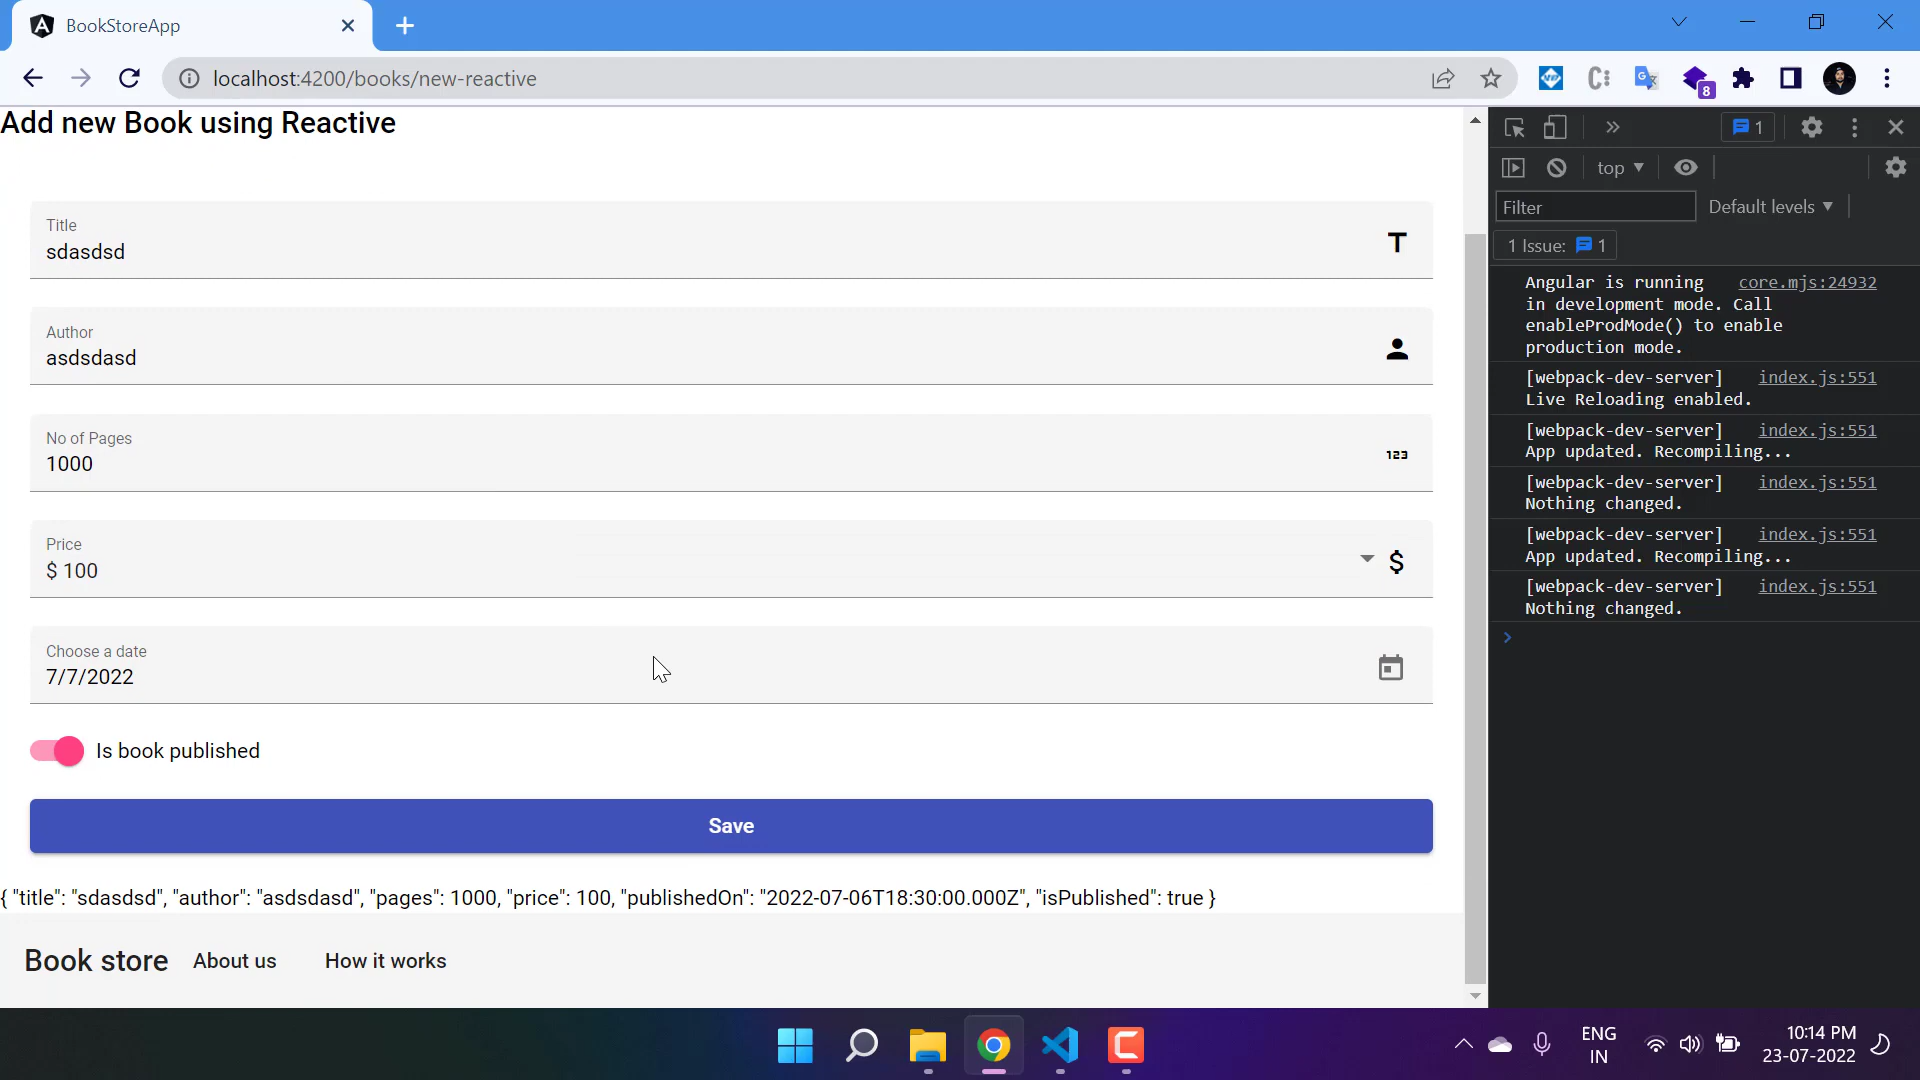 BookStoreApp
localhost:4200/books/new-reactive
8
Add new Book using Reactive
Title
sdasdsd
Author
asdsdasd
No of Pages
1000
123
Price
$ 100
$
Choose a date
7/7/2022
Is book published
Save
{ "title": "sdasdsd", "author": "asdsdasd", "pages": 1000, "price": 100, "publishedOn": "2022-07-06T18:30:00.000Z", "isPublished": true }
Book store About us How it works
1
top
Filter Default levels
1 Issue: 1
Angular is running core.mjs:24932
in development mode. Call
enableProdMode() to enable
production mode.
[webpack-dev-server] index.js:551
Live Reloading enabled.
[webpack-dev-server] index.js:551
App updated. Recompiling...
[webpack-dev-server] index.js:551
Nothing changed.
[webpack-dev-server] index.js:551
App updated. Recompiling...
[webpack-dev-server] index.js:551
Nothing changed.
ENG
IN
10:14 PM
23-07-2022